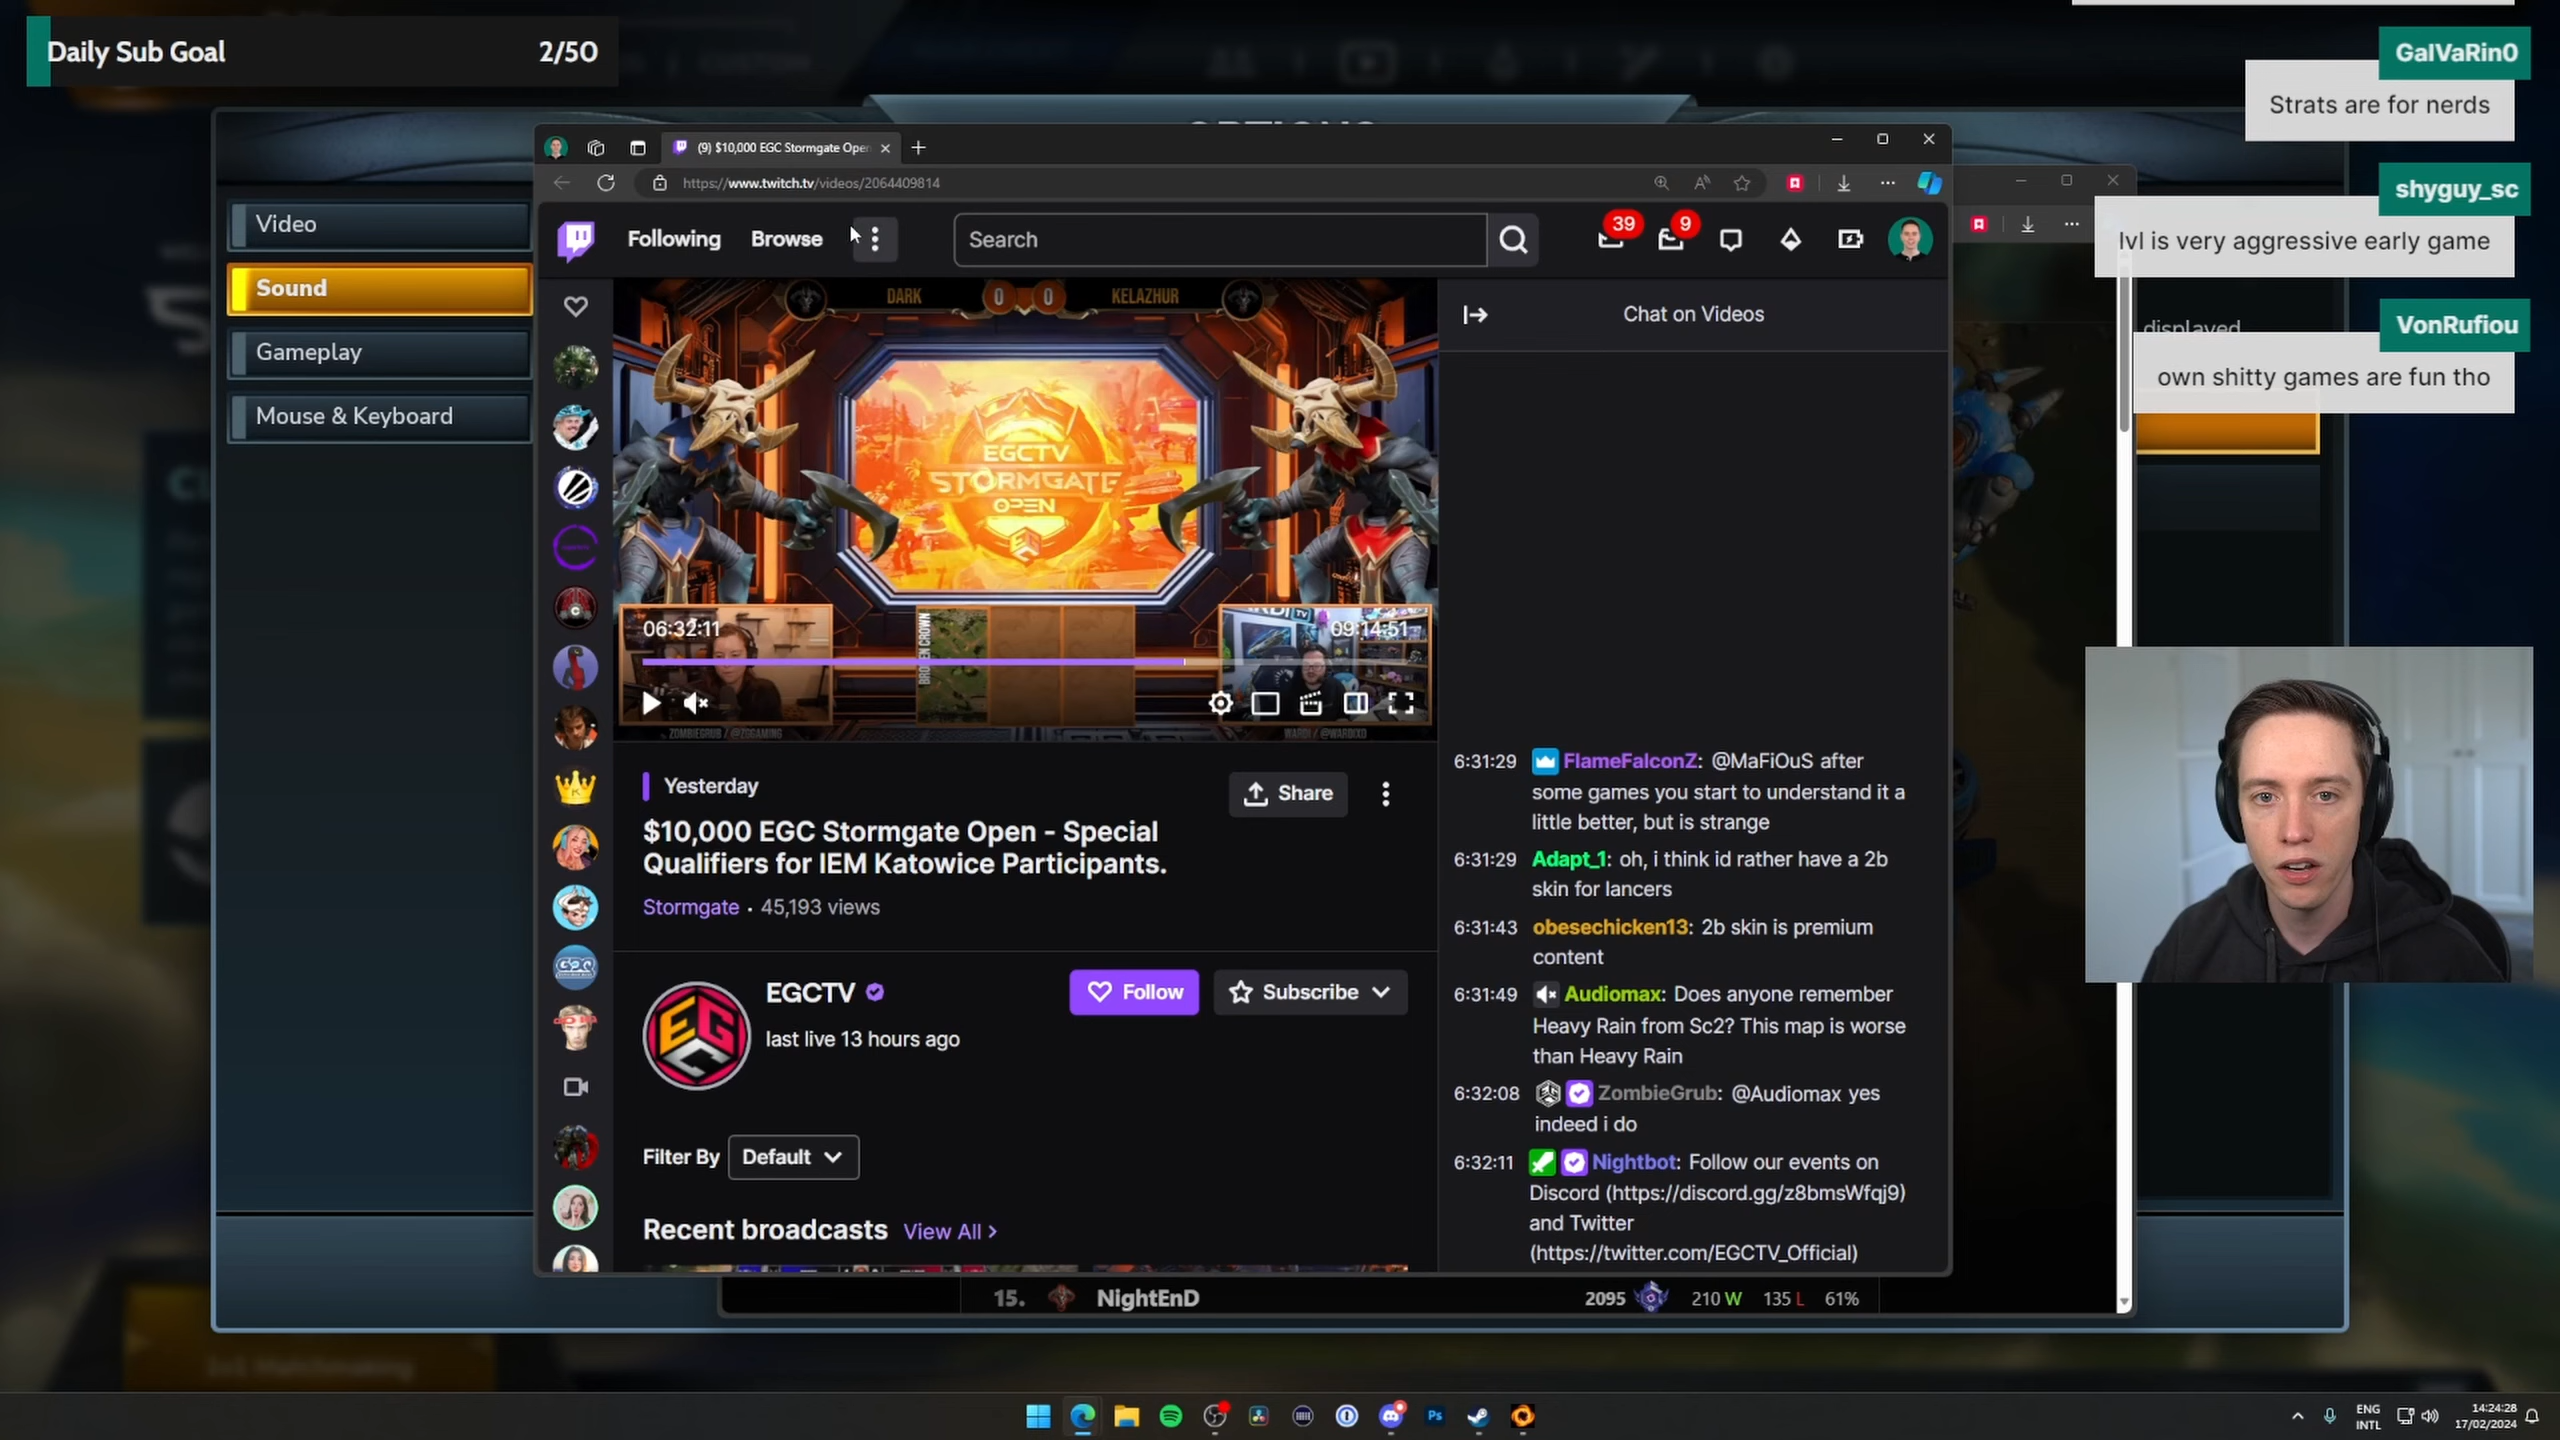 Daily Sub Goal 2/50
GalVaRin0
Strats are for nerds
shyguy_sc
lvl is very aggressive early game
VonRufiou
own shitty games are fun tho
displayed
Video
Sound
Gameplay
Mouse & Keyboard
(9) $10,000 EGC Stormgate Open
https://www.twitch.tv/videos/2064409814
Following Browse Search 39 9
DARK 0 0 KELAZHUR
EGCTV
STORMGATE
OPEN
06:32:11 09:14:51
ZOMBIEGRUB / @ZGGAMING WARDI / @WARDIXO
Yesterday
Share
$10,000 EGC Stormgate Open - Special
Qualifiers for IEM Katowice Participants.
Stormgate • 45,193 views
EGC
EGCTV
last live 13 hours ago
Follow Subscribe
Filter By Default
Recent broadcasts View All
Chat on Videos
6:31:29 FlameFalconZ: @MaFiOuS after
some games you start to understand it a
little better, but is strange
6:31:29 Adapt_1: oh, i think id rather have a 2b
skin for lancers
6:31:43 obesechicken13: 2b skin is premium
content
6:31:49 Audiomax: Does anyone remember
Heavy Rain from Sc2? This map is worse
than Heavy Rain
6:32:08 ZombieGrub: @Audiomax yes
indeed i do
6:32:11 Nightbot: Follow our events on
Discord (https://discord.gg/z8bmsWfqj9)
and Twitter
(https://twitter.com/EGCTV_Official)
15. NightEnD 2095 210 W 135 L 61%
Ps
ENG
INTL
14:24:28
17/02/2024